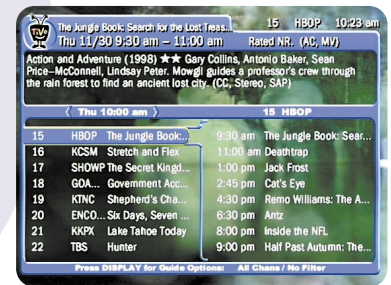 TiVo The Jungle Book: Search for the Lost Treas... 15 HBOP 10:23 am
Thu 11/30 9:30 am – 11:00 am Rated NR. (AC, MV)
Action and Adventure (1998) ★★ Gary Collins, Antonio Baker, Sean
Price-McConnell, Lindsay Peter. Mowgli guides a professor's crew through
the rain forest to find an ancient lost city. (CC, Stereo, SAP)
Thu 10:00 am 15 HBOP
15 HBOP The Jungle Book:... 9:30 am The Jungle Book: Sear...
16 KCSM Stretch and Flex 11:00 am Deathtrap
17 SHOWP The Secret Kingd... 1:00 pm Jack Frost
18 GOA... Government Acc... 2:45 pm Cat's Eye
19 KTNC Shepherd's Cha... 4:30 pm Remo Williams: The A...
20 ENCO... Six Days, Seven ... 6:30 pm Antz
21 KKPX Lake Tahoe Today 8:00 pm Inside the NFL
22 TBS Hunter 9:00 pm Half Past Autumn: The...
Press DISPLAY for Guide Options: All Chans / No Filter